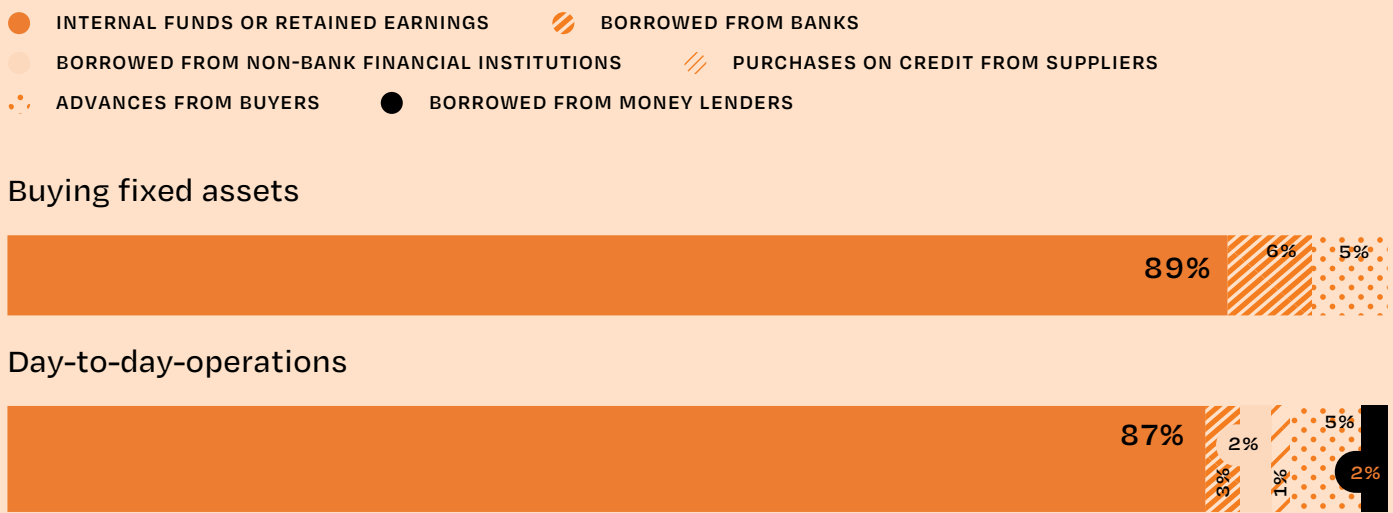 INTERNAL FUNDS OR RETAINED EARNINGS BORROWED FROM BANKS
BORROWED FROM NON-BANK FINANCIAL INSTITUTIONS PURCHASES ON CREDIT FROM SUPPLIERS
ADVANCES FROM BUYERS BORROWED FROM MONEY LENDERS
Buying fixed assets
89% 6% 5%
Day-to-day-operations
87% 3% 2% 1% 5% 2%